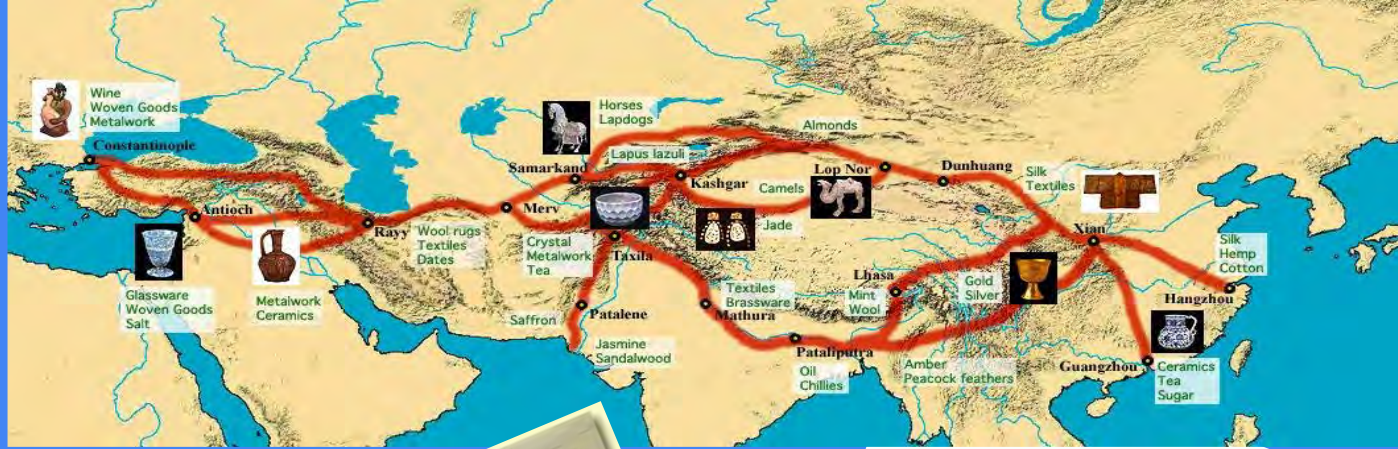 Wine
Woven Goods
Metalwork
Constantinople
Antioch
Glassware
Woven Goods
Salt
Metalwork
Ceramics
Rayy
Wool rugs
Textiles
Dates
Merv
Samarkand
Horses
Lapdogs
Lapus lazuli
Kashgar
Almonds
Camels
Jade
Lop Nor
Dunhuang
Crystal
Metalwork
Tea
Taxila
Saffron
Patalene
Jasmine
Sandalwood
Textiles
Brassware
Mathura
Pataliputra
Oil
Chillies
Lhasa
Mint
Wool
Gold
Silver
Amber
Peacock feathers
Silk
Textiles
Xian
Silk
Hemp
Cotton
Hangzhou
Guangzhou
Ceramics
Tea
Sugar